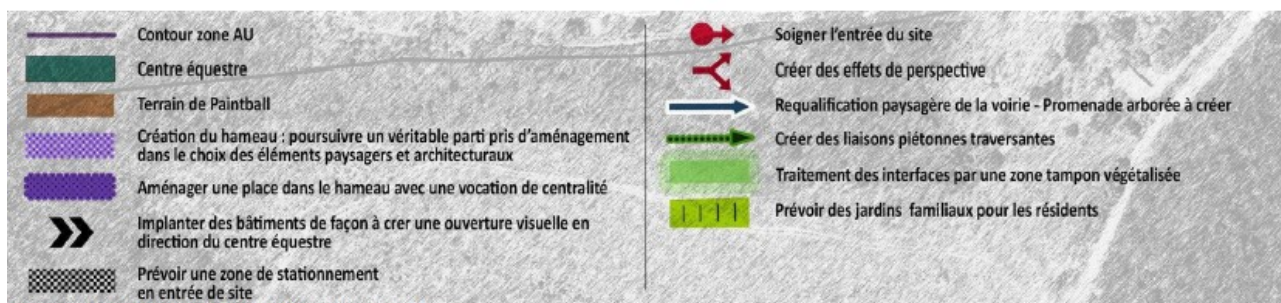 Contour zone AU
Centre équestre
Terrain de Paintball
Création du hameau : poursuivre un véritable parti pris d'aménagement
dans le choix des éléments paysagers et architecturaux
Aménager une place dans le hameau avec une vocation de centralité
Implanter des bâtiments de façon à crer une ouverture visuelle en
direction du centre équestre
Prévoir une zone de stationnement
en entrée de site
Soigner l'entrée du site
Créer des effets de perspective
Requalification paysagère de la voirie - Promenade arborée à créer
Créer des liaisons piétonnes traversantes
Traitement des interfaces par une zone tampon végétalisée
Prévoir des jardins familiaux pour les résidents